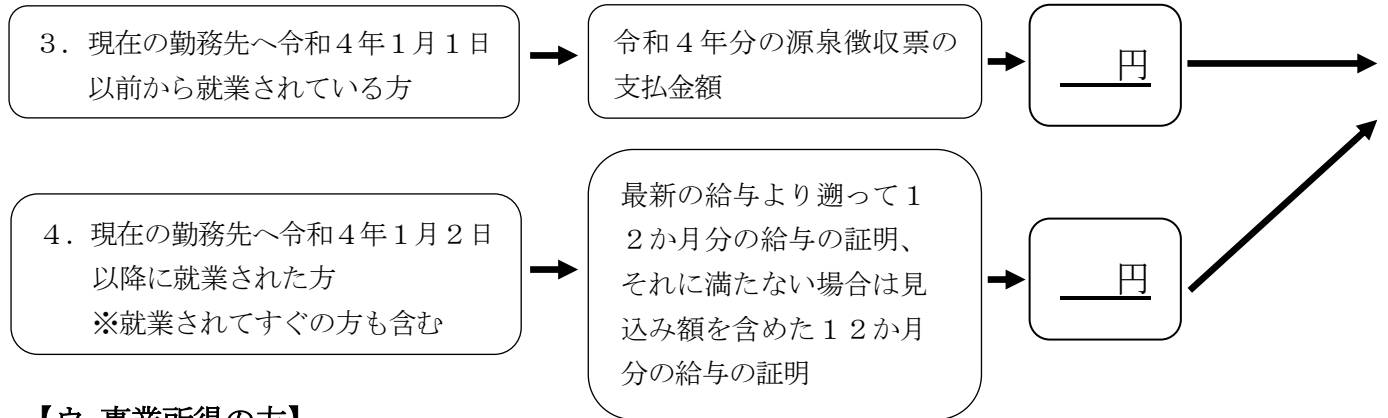 ３．現在の勤務先へ令和４年１月１日
以前から就業されている方
令和４年分の源泉徴収票の
支払金額
円
４．現在の勤務先へ令和４年１月２日
以降に就業された方
※就業されてすぐの方も含む
最新の給与より遡って１
２か月分の給与の証明、
それに満たない場合は見
込み額を含めた１２か月
分の給与の証明
円